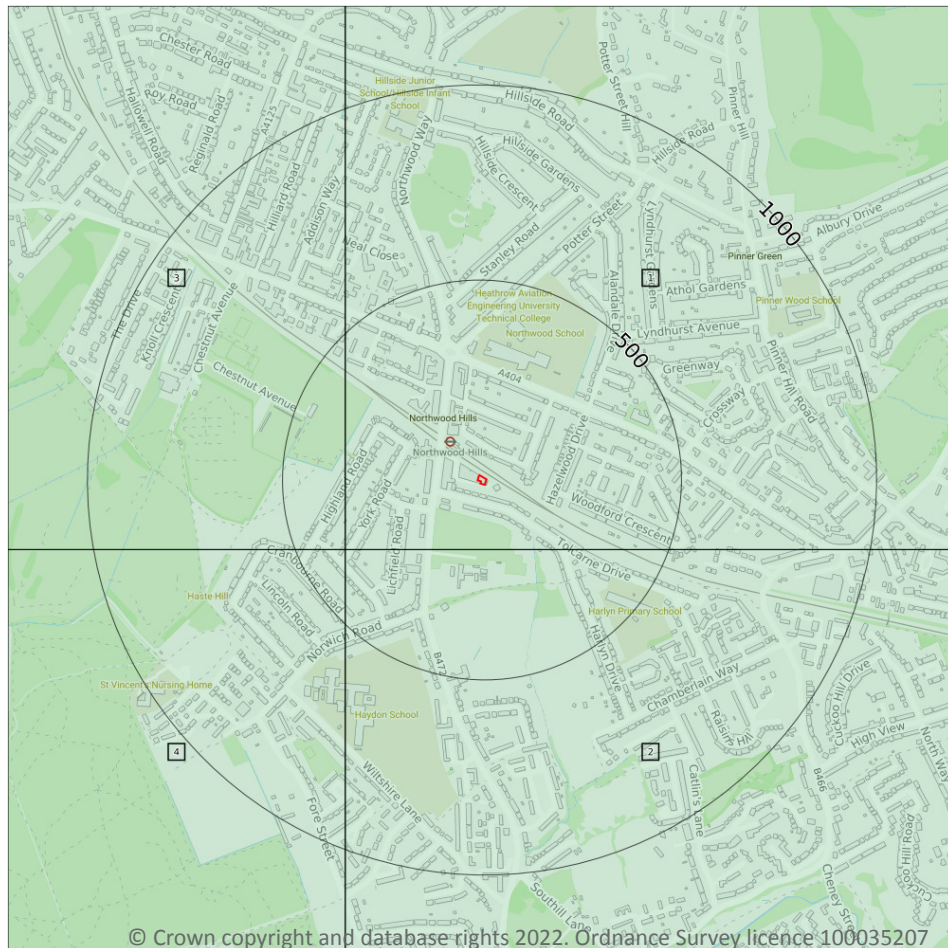 Chester Road
Roy Road
Hallowell Road
Reginald Road
A4125
Hilliard Road
Addison Way
Neal Close
Northwood Way
Hillside Junior
School/Hillside Infant
School
Hillside Road
Hillside Gardens
Hillside Crescent
Potter Street Hill
Pinner Hill
Hillside Road
Potter Street
Stanley Road
1000
Albury Drive
Pinner Green
Pinner Wood School
3
1
The Drive
Knoll Crescent
Chestnut Avenue
Chestnut Avenue
Heathrow Aviation
Engineering University
Technical College
Northwood School
Allandale Drive
Athol Gardens
Lyndhurst Avenue
500
Greenway
Crossway
Pinner Hill Road
A404
Northwood Hills
Northwood Hills
Hazelwood Drive
Woodford Crescent
Highland Road
York Road
Lichfield Road
Tolcarne Drive
Cranbourne Road
Lincoln Road
Haste Hill
Norwich Road
Harlyn Primary School
Harlyn Drive
St Vincent's Nursing Home
Haydon School
Chamberlain Way
Raisins Hill
Cuckoo Hill Drive
High View
4
2
Wiltshire Lane
Fore Street
Catlin's Lane
B466
Southill Lane
© Crown copyright and database rights 2022. Ordnance Survey licence 100035207